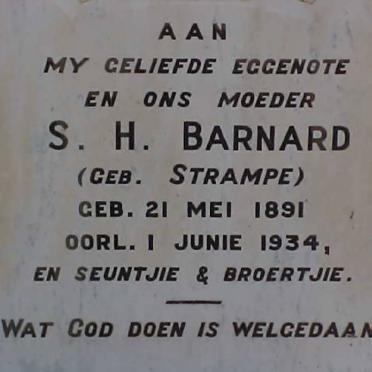 AAN
MY GELIEFDE EGGENOTE
EN ONS MOEDER
S. H. BARNARD
(GEB. STRAMPE)
GEB. 21 MEI 1891
OORL. 1 JUNIE 1934,
EN SEUNTJIE & BROERTJIE.
WAT GOD DOEN IS WELGEDAAN